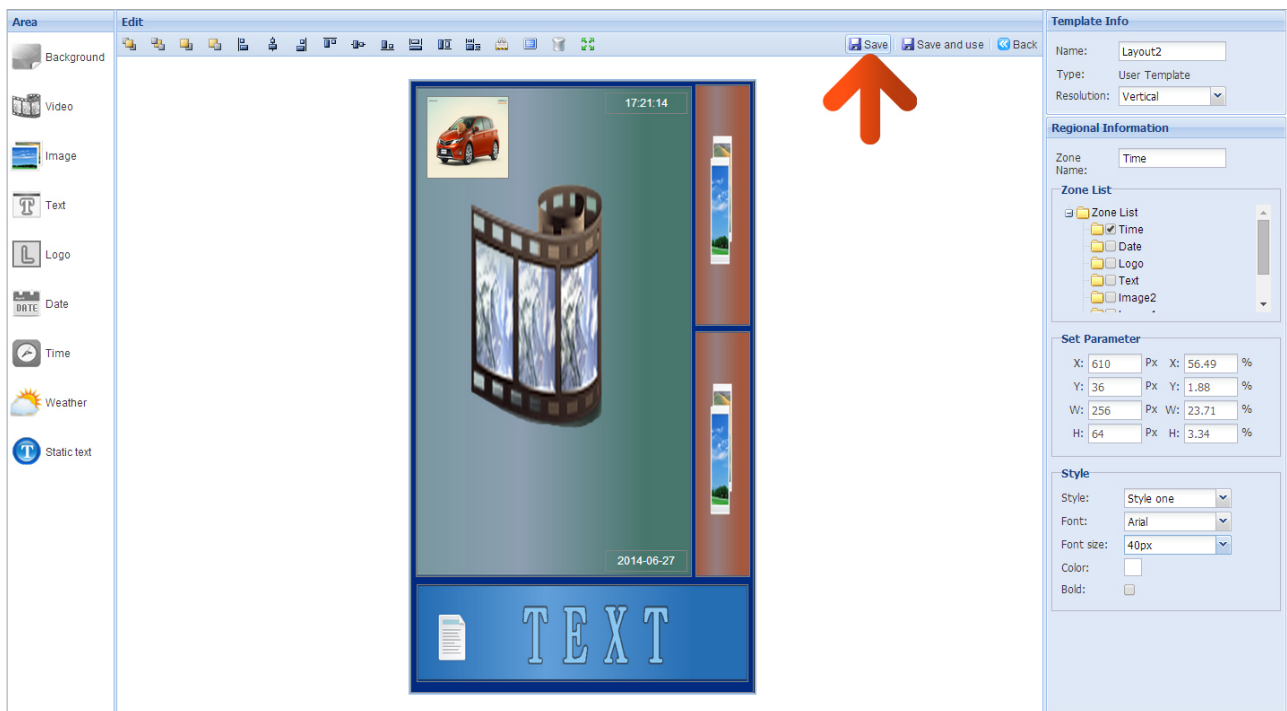 Area
Edit
Template Info
Background
Video
Image
Text
Logo
DATE
Date
Time
Weather
Static text
Save
Save and use
Back
17:21:14
2014-06-27
TEXT
Name: Layout2
Type: User Template
Resolution: Vertical
Regional Information
Zone Name: Time
Zone List
Zone List
Time
Date
Logo
Text
Image2
Set Parameter
X: 610 Px X: 56.49 %
Y: 36 Px Y: 1.88 %
W: 256 Px W: 23.71 %
H: 64 Px H: 3.34 %
Style
Style: Style one
Font: Arial
Font size: 40px
Color:
Bold: